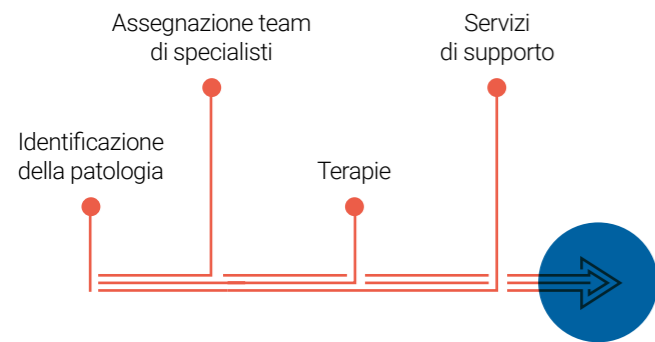 Assegnazione team
di specialisti
Servizi
di supporto
Identificazione
della patologia
Terapie